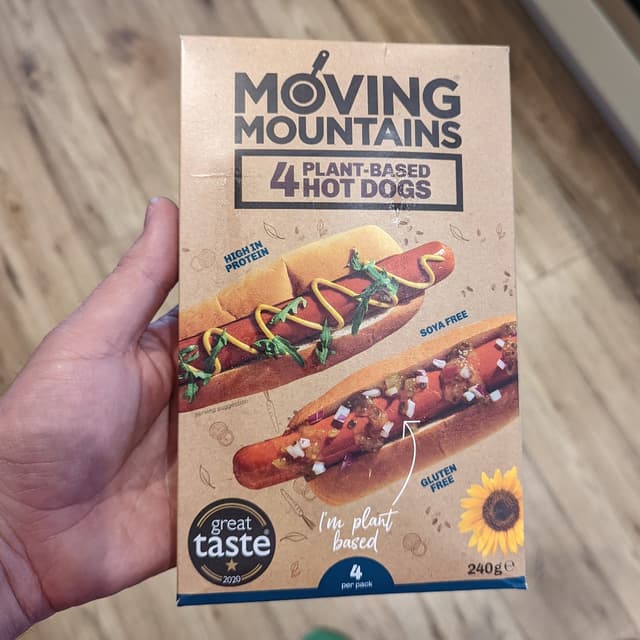 MOVING
MOUNTAINS
4 PLANT-BASED
HOT DOGS
HIGH IN
PROTEIN
SOYA FREE
serving suggestion
GLUTEN
FREE
I'm plant
based
great
taste
2020
4
per pack
240g e